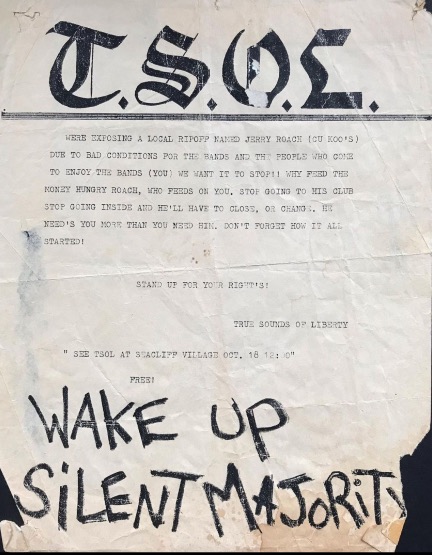 T.S.O.L.
WERE EXPOSING A LOCAL RIPOFF NAMED JERRY ROACH (CU KOO'S)
DUE TO BAD CONDITIONS FOR THE BANDS AND THE PEOPLE WHO COME
TO ENJOY THE BANDS (YOU) WE WANT IT TO STOP!! WHY FEED THE
MONEY HUNGRY ROACH, WHO FEEDS ON YOU. STOP GOING TO HIS CLUB
STOP GOING INSIDE AND HE'LL HAVE TO CLOSE, OR CHANGE. HE
NEED'S YOU MORE THAN YOU NEED HIM. DON'T FORGET HOW IT ALL
STARTED!
STAND UP FOR YOUR RIGHT'S!
TRUE SOUNDS OF LIBERTY
" SEE TSOL AT SEACLIFF VILLAGE OCT. 18 12:00"
FREE!
WAKE UP
SILENT MAJORITY